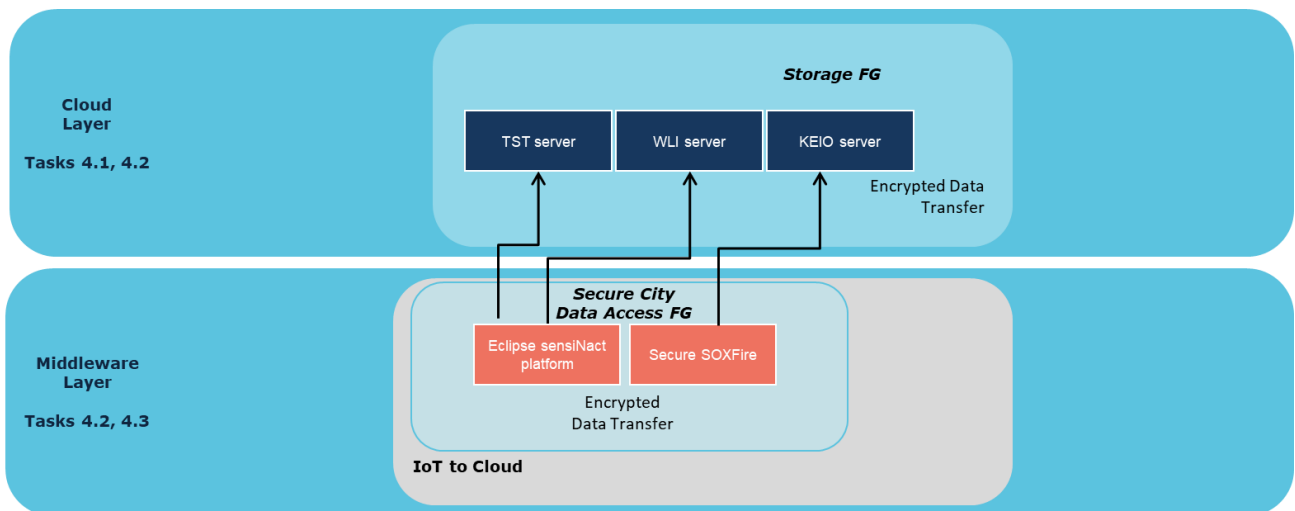 Cloud
Layer
Tasks 4.1, 4.2
Storage FG
TST server
WLI server
KEIO server
Encrypted Data
Transfer
Middleware
Layer
Tasks 4.2, 4.3
Secure City
Data Access FG
Eclipse sensiNact
platform
Secure SOXFire
Encrypted
Data Transfer
IoT to Cloud